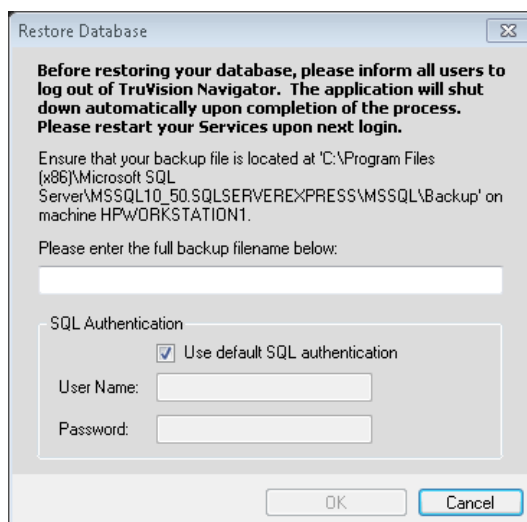 Restore Database
Before restoring your database, please inform all users to
log out of TruVision Navigator. The application will shut
down automatically upon completion of the process.
Please restart your Services upon next login.
Ensure that your backup file is located at 'C:\Program Files
(x86)\Microsoft SQL
Server\MSSQL10_50.SQLSERVEREXPRESS\MSSQL\Backup' on
machine HPWORKSTATION1.
Please enter the full backup filename below:
SQL Authentication
Use default SQL authentication
User Name:
Password:
OK
Cancel